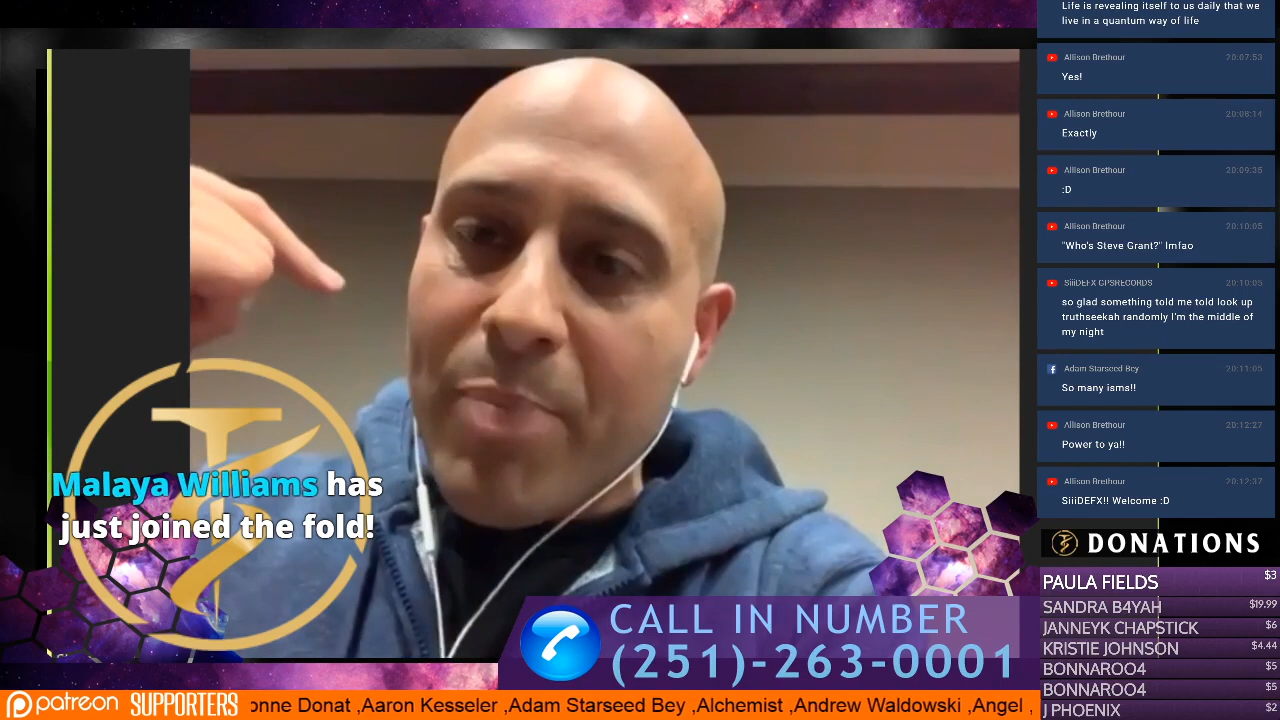 Malaya Williams has
just joined the fold!
CALL IN NUMBER
(251)-263-0001
patreon SUPPORTERS
onne Donat ,Aaron Kesseler ,Adam Starseed Bey ,Alchemist ,Andrew Waldowski ,Angel ,
Life is revealing itself to us daily that we
live in a quantum way of life
Allison Brethour 20:07:53
Yes!
Allison Brethour 20:08:14
Exactly
Allison Brethour 20:09:35
:D
Allison Brethour 20:10:05
"Who's Steve Grant?" lmfao
SiiiDEFX GPSRECORDS 20:10:05
so glad something told me told look up
truthseekah randomly I'm the middle of
my night
Adam Starseed Bey 20:11:05
So many isms!!
Allison Brethour 20:12:27
Power to ya!!
Allison Brethour 20:12:37
SiiiDEFX!! Welcome :D
DONATIONS
PAULA FIELDS $3
SANDRA B4YAH $19.99
JANNEYK CHAPSTICK $6
KRISTIE JOHNSON $4.44
BONNAROO4 $5
BONNAROO4 $5
J PHOENIX $2